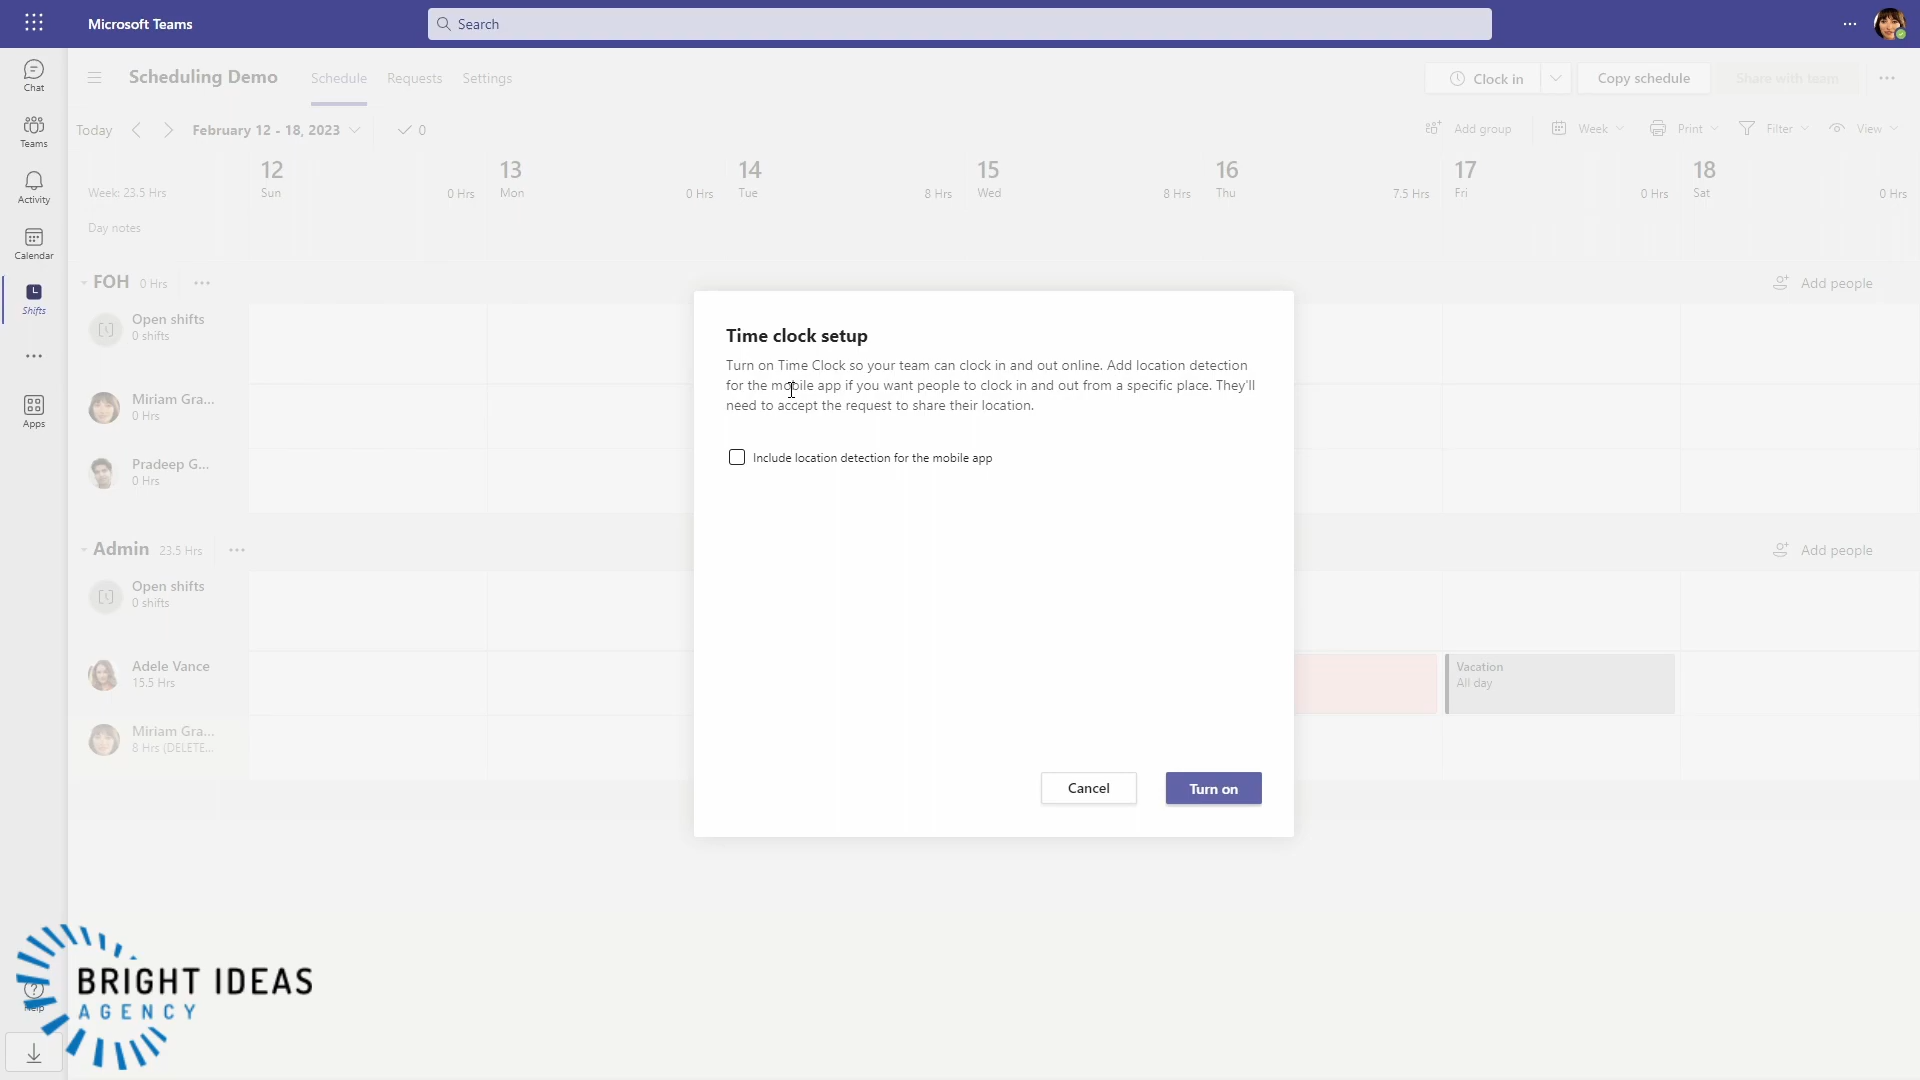 Microsoft Teams
Search
Chat
Teams
Activity
Calendar
Shifts
Apps
Help
Scheduling Demo
Schedule
Requests
Settings
Clock in
Copy schedule
Share with team
Today
February 12 - 18, 2023
0
Add group
Week
Print
Filter
View
Week: 23.5 Hrs
12
Sun
0 Hrs
13
Mon
0 Hrs
14
Tue
8 Hrs
15
Wed
8 Hrs
16
Thu
7.5 Hrs
17
Fri
0 Hrs
18
Sat
0 Hrs
Day notes
FOH 0 Hrs
Add people
Open shifts
0 shifts
Miriam Gra...
0 Hrs
Pradeep G...
0 Hrs
Admin 23.5 Hrs
Add people
Open shifts
0 shifts
Adele Vance
15.5 Hrs
Vacation
All day
Miriam Gra...
8 Hrs (DELETE...
Time clock setup
Turn on Time Clock so your team can clock in and out online. Add location detection
for the mobile app if you want people to clock in and out from a specific place. They'll
need to accept the request to share their location.
Include location detection for the mobile app
Cancel
Turn on
BRIGHT IDEAS
AGENCY